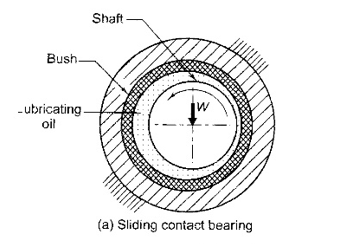 Shaft
Bush
ubricating
oil
W
(a) Sliding contact bearing